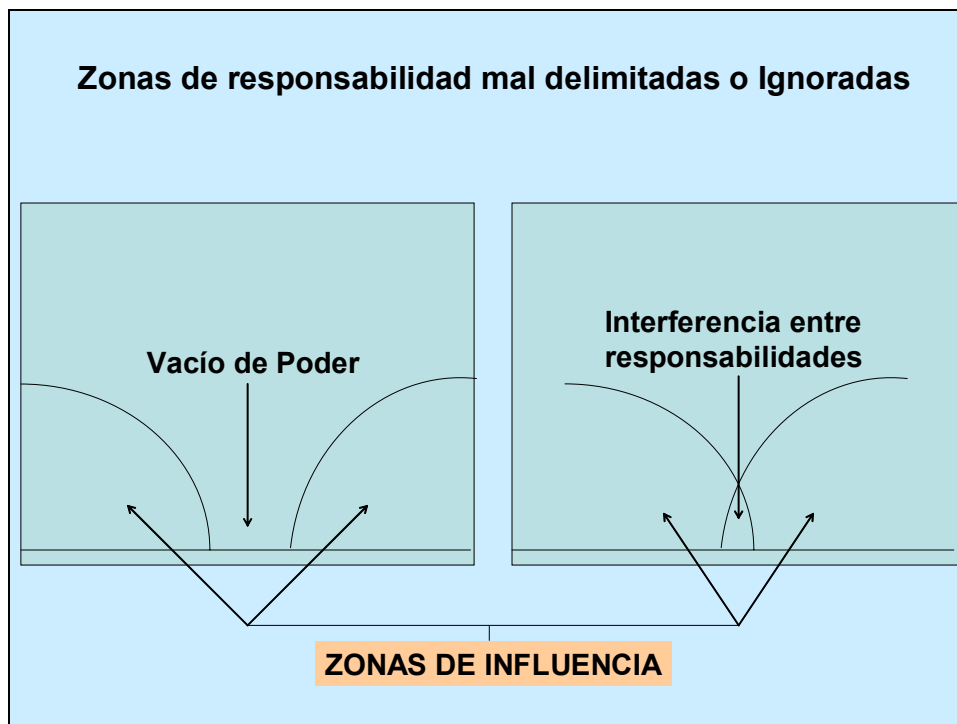 Zonas de responsabilidad mal delimitadas o Ignoradas
Vacío de Poder
Interferencia entre
responsabilidades
ZONAS DE INFLUENCIA